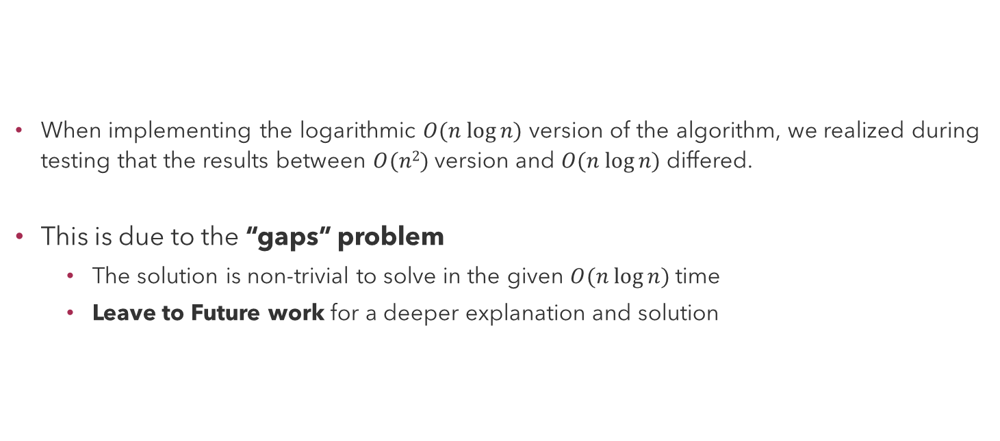 • When implementing the logarithmic O(n log n) version of the algorithm, we realized during
testing that the results between O(n²) version and O(n log n) differed.
• This is due to the “gaps” problem
• The solution is non-trivial to solve in the given O(n log n) time
• Leave to Future work for a deeper explanation and solution